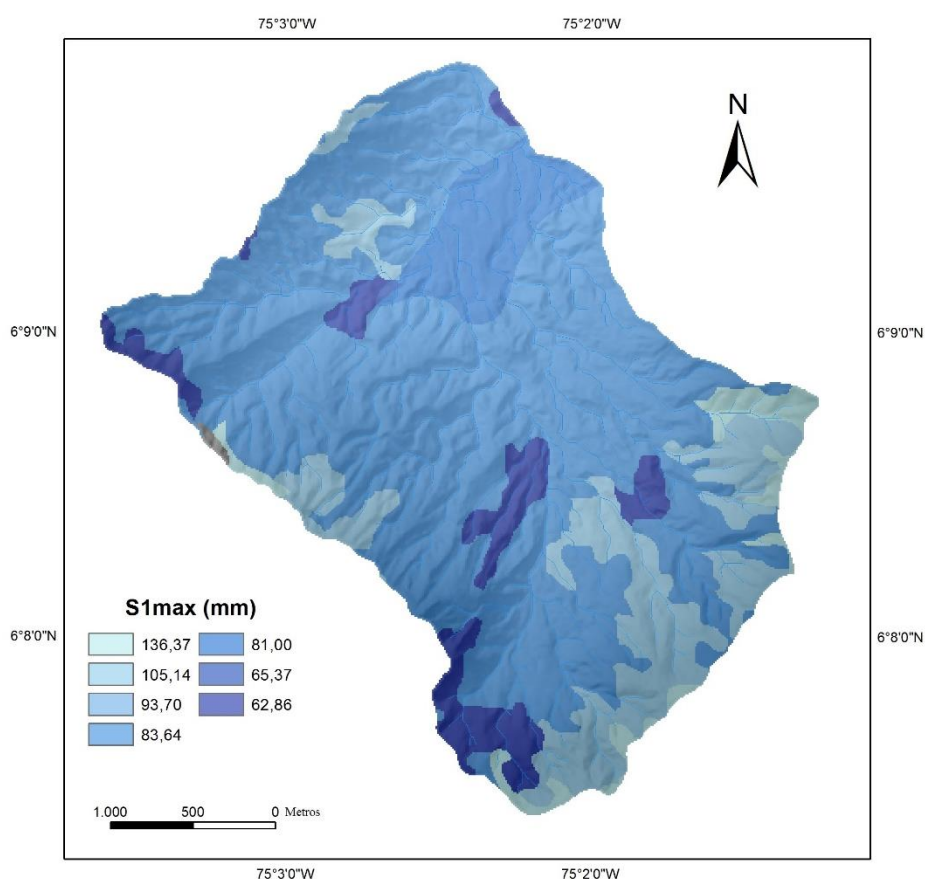 75°3'0"W 75°2'0"W
N
6°9'0"N 6°9'0"N
6°8'0"N 6°8'0"N
S1max (mm)
136,37 81,00
105,14 65,37
93,70 62,86
83,64
1.000 500 0 Metros
75°3'0"W 75°2'0"W